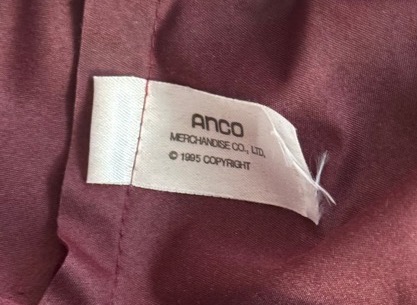 ANCO
MERCHANDISE CO., LTD.
© 1995 COPYRIGHT